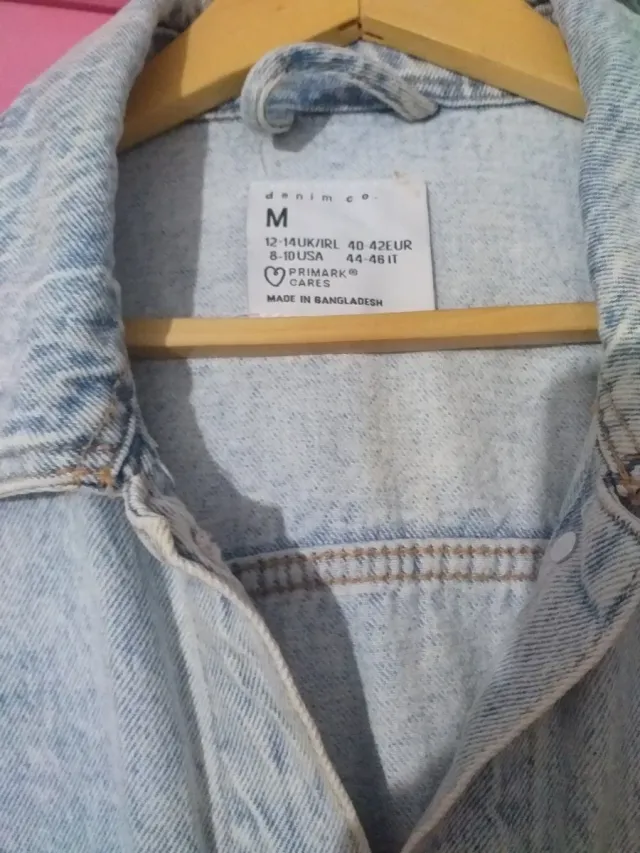 denim co.
M
12-14UK/IRL 40-42EUR
8-10USA 44-46IT
PRIMARK®
CARES
MADE IN BANGLADESH